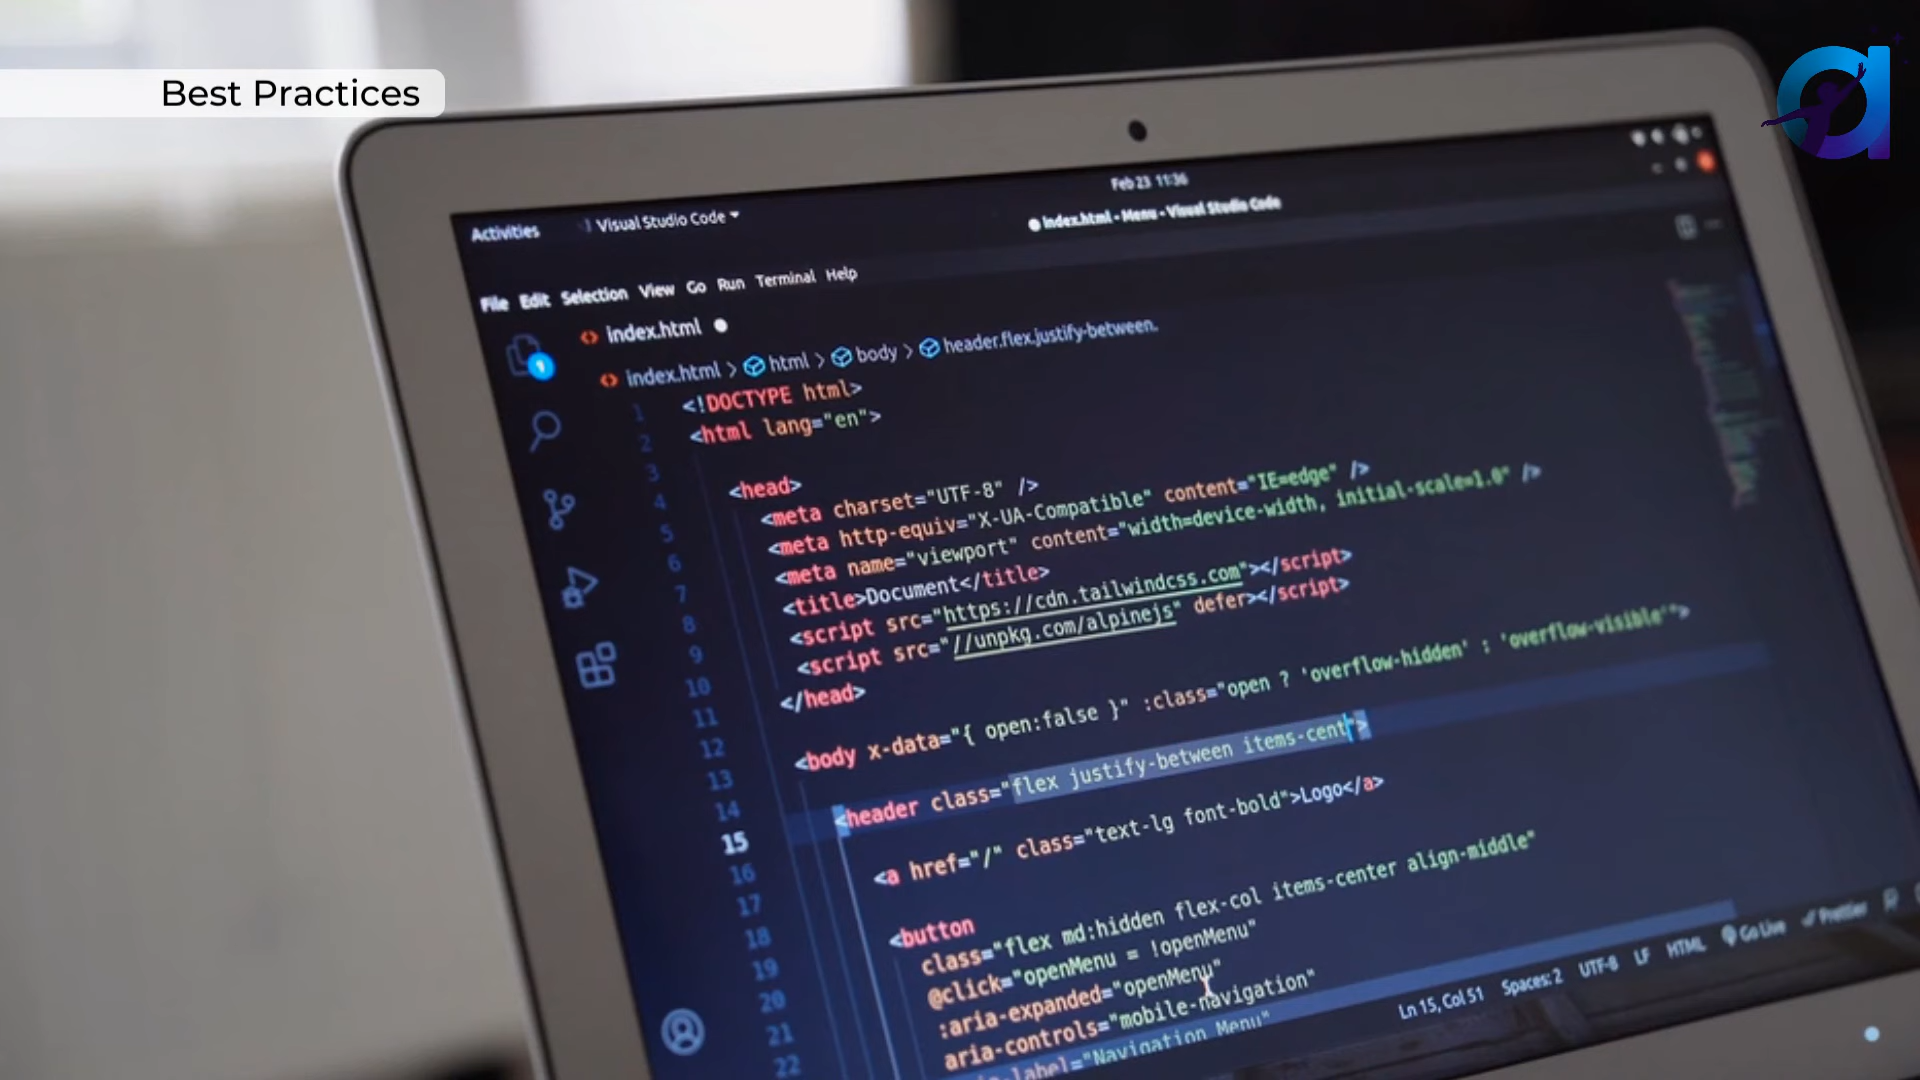 Best Practices
Feb 23 11:36
Activities
Visual Studio Code
index.html - Menu - Visual Studio Code
File Edit Selection View Go Run Terminal Help
index.html
index.html > html > body > header.flex.justify-between.
1 <!DOCTYPE html>
2 <html lang="en">
3
4 <head>
5 <meta charset="UTF-8" />
6 <meta http-equiv="X-UA-Compatible" content="IE=edge" />
7 <meta name="viewport" content="width=device-width, initial-scale=1.0" />
8 <title>Document</title>
9 <script src="https://cdn.tailwindcss.com"></script>
10 <script src="//unpkg.com/alpinejs" defer></script>
11 </head>
12
13 <body x-data="{ open:false }" :class="open ? 'overflow-hidden' : 'overflow-visible'">
14
15 <header class="flex justify-between items-cent">
16
17 <a href="/" class="text-lg font-bold">Logo</a>
18
19 <button
20 class="flex md:hidden flex-col items-center align-middle"
21 @click="openMenu = !openMenu"
22 :aria-expanded="openMenu"
aria-controls="mobile-navigation"
label="Navigation Menu"
Ln 15, Col 51 Spaces: 2 UTF-8 LF HTML Go Live Prettier